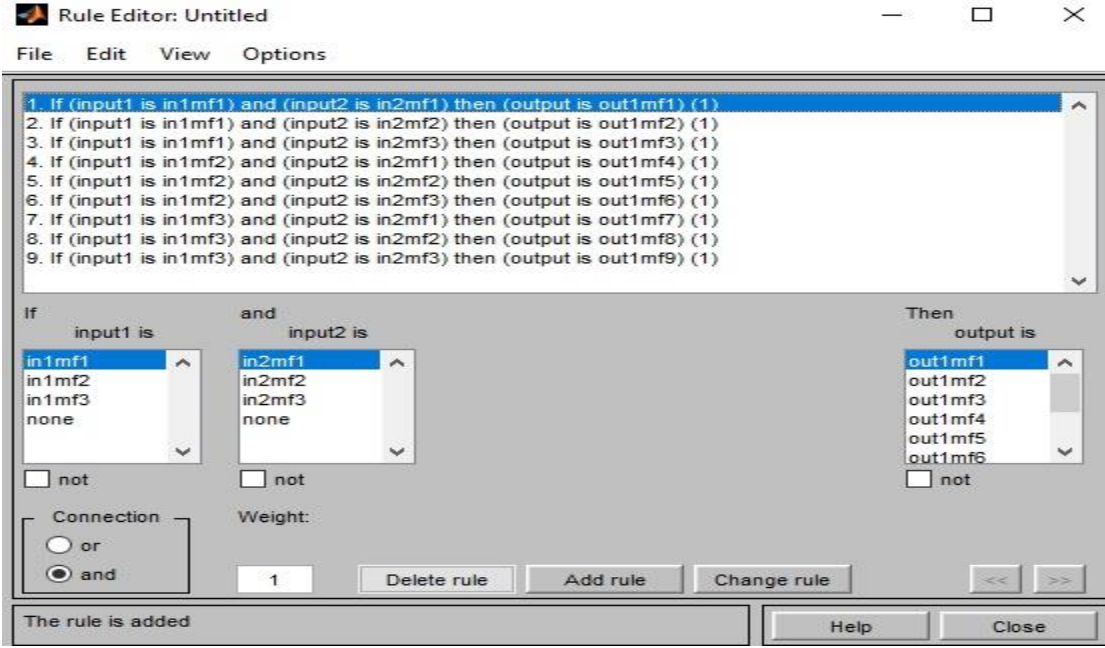 Rule Editor: Untitled
File Edit View Options
1. If (input1 is in1mf1) and (input2 is in2mf1) then (output is out1mf1) (1)
2. If (input1 is in1mf1) and (input2 is in2mf2) then (output is out1mf2) (1)
3. If (input1 is in1mf1) and (input2 is in2mf3) then (output is out1mf3) (1)
4. If (input1 is in1mf2) and (input2 is in2mf1) then (output is out1mf4) (1)
5. If (input1 is in1mf2) and (input2 is in2mf2) then (output is out1mf5) (1)
6. If (input1 is in1mf2) and (input2 is in2mf3) then (output is out1mf6) (1)
7. If (input1 is in1mf3) and (input2 is in2mf1) then (output is out1mf7) (1)
8. If (input1 is in1mf3) and (input2 is in2mf2) then (output is out1mf8) (1)
9. If (input1 is in1mf3) and (input2 is in2mf3) then (output is out1mf9) (1)
If
input1 is
in1mf1
in1mf2
in1mf3
none
not
and
input2 is
in2mf1
in2mf2
in2mf3
none
not
Then
output is
out1mf1
out1mf2
out1mf3
out1mf4
out1mf5
out1mf6
not
Connection
or
and
Weight:
1
Delete rule
Add rule
Change rule
<<
>>
The rule is added
Help
Close